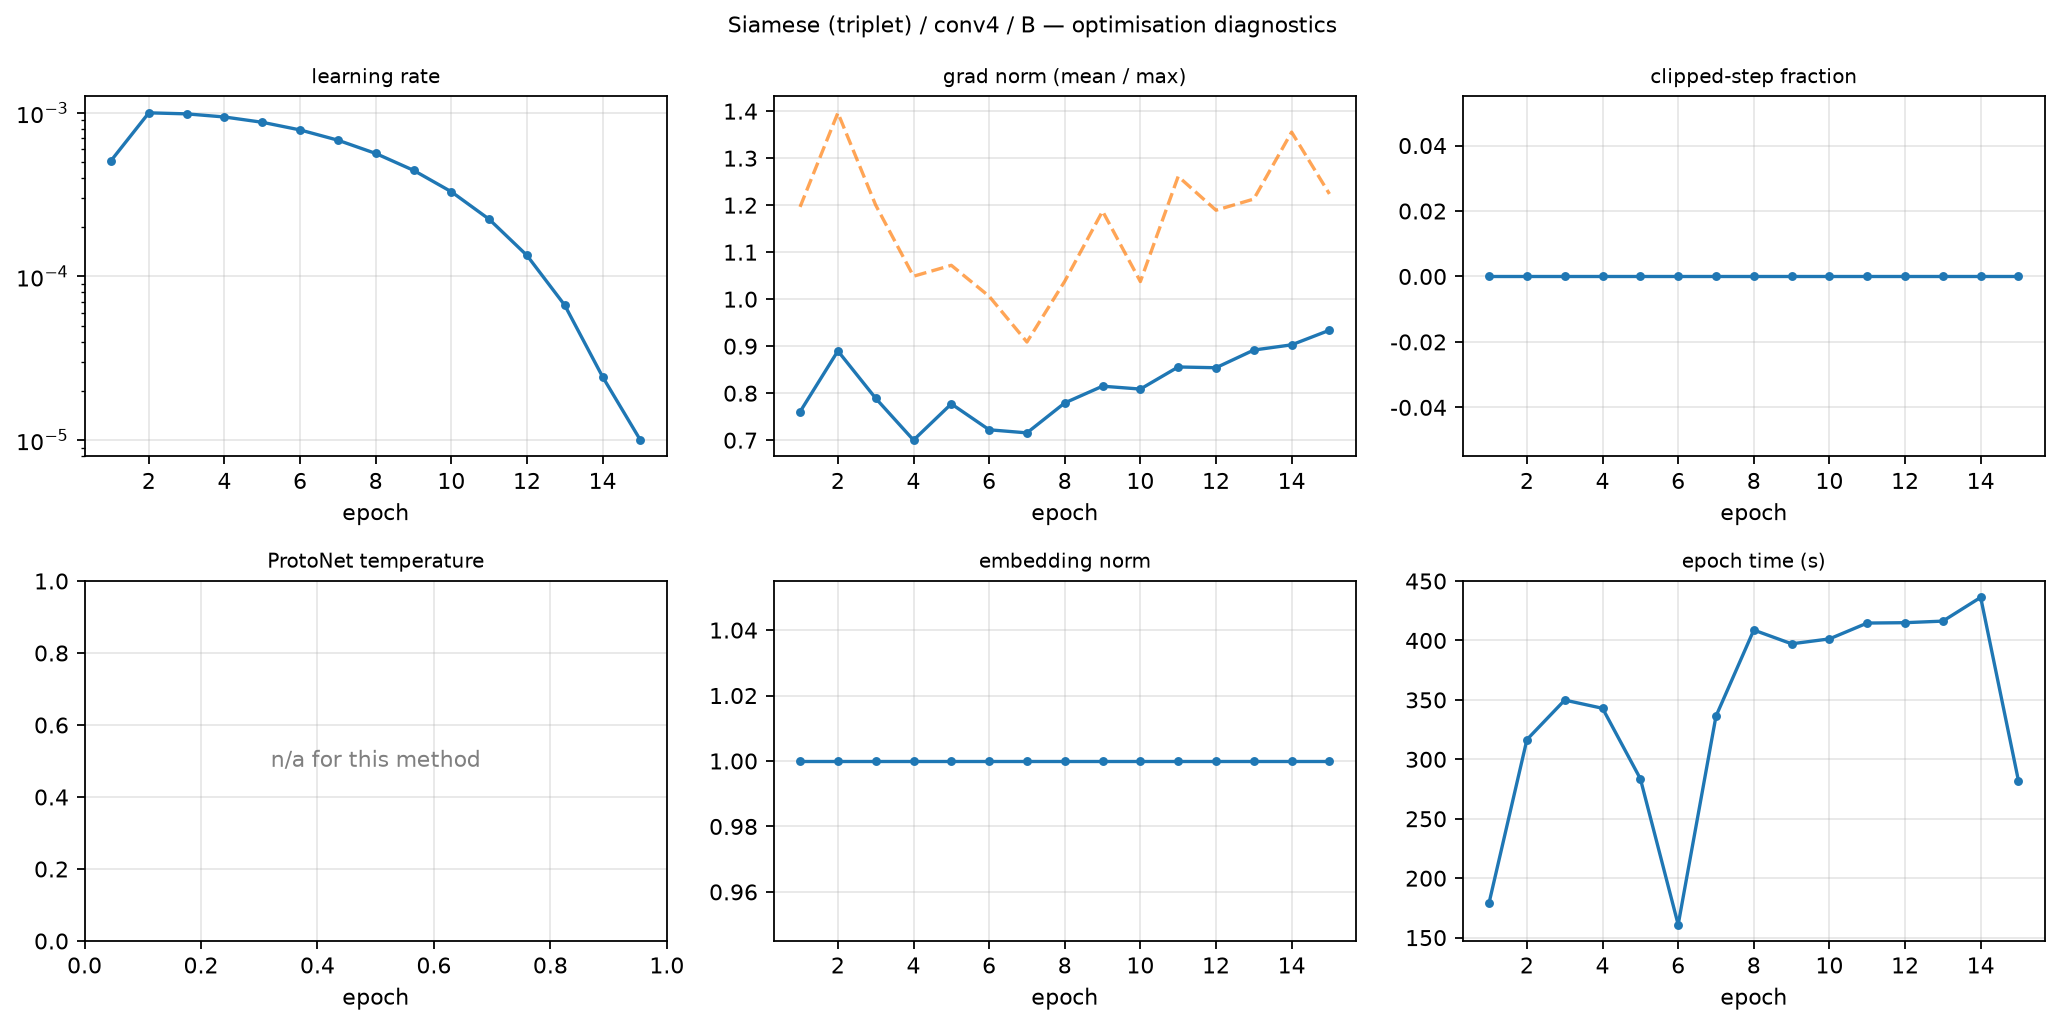 Siamese (triplet) / conv4 / B — optimisation diagnostics
learning rate
10⁻³
10⁻⁴
10⁻⁵
2 4 6 8 10 12 14
epoch
grad norm (mean / max)
1.4
1.3
1.2
1.1
1.0
0.9
0.8
0.7
2 4 6 8 10 12 14
epoch
clipped-step fraction
0.04
0.02
0.00
-0.02
-0.04
2 4 6 8 10 12 14
epoch
ProtoNet temperature
1.0
0.8
0.6
n/a for this method
0.4
0.2
0.0
0.0 0.2 0.4 0.6 0.8 1.0
epoch
embedding norm
1.04
1.02
1.00
0.98
0.96
2 4 6 8 10 12 14
epoch
epoch time (s)
450
400
350
300
250
200
150
2 4 6 8 10 12 14
epoch